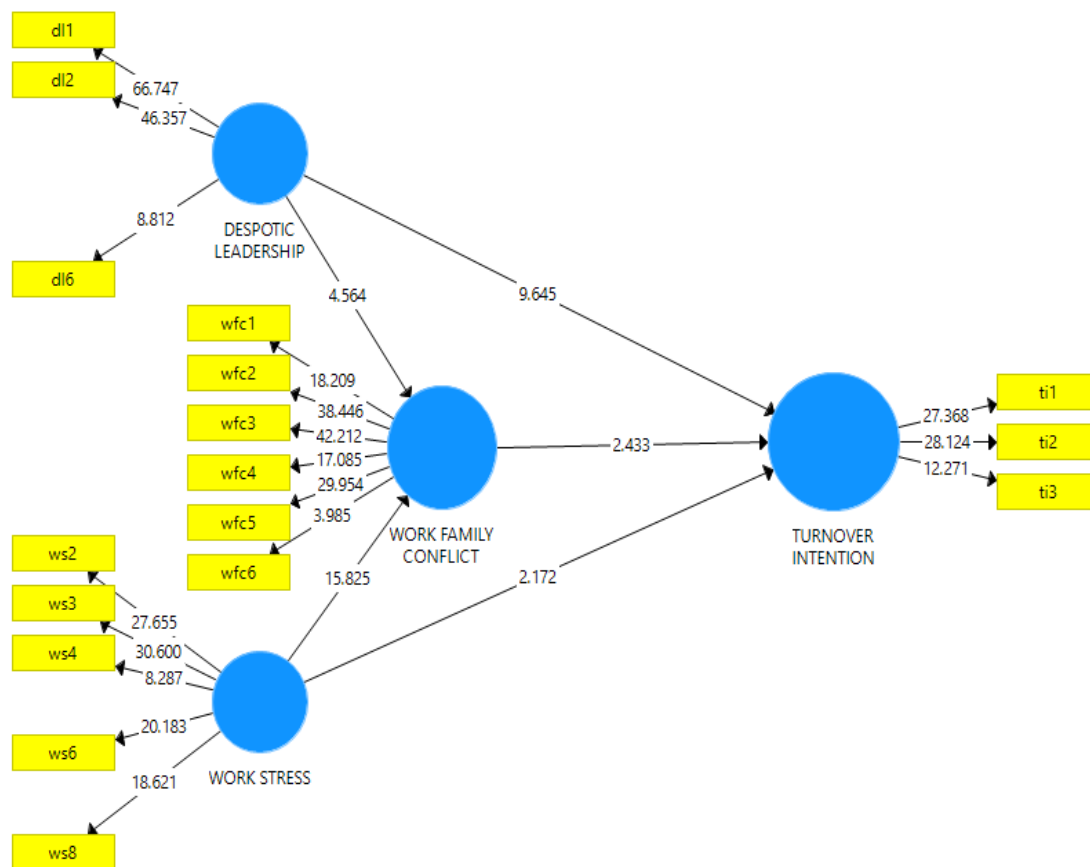 dl1
dl2
66.747
46.357
8.812
dl6
DESPOTIC
LEADERSHIP
4.564
9.645
wfc1
wfc2
wfc3
wfc4
wfc5
wfc6
18.209
38.446
42.212
17.085
29.954
3.985
WORK FAMILY
CONFLICT
2.433
TURNOVER
INTENTION
27.368
28.124
12.271
ti1
ti2
ti3
15.825
2.172
ws2
ws3
ws4
ws6
ws8
27.655
30.600
8.287
20.183
18.621
WORK STRESS